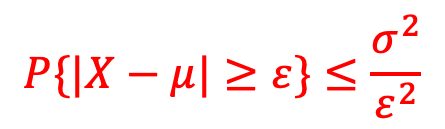 P{|X − μ| ≥ ε} ≤ σ²/ε²